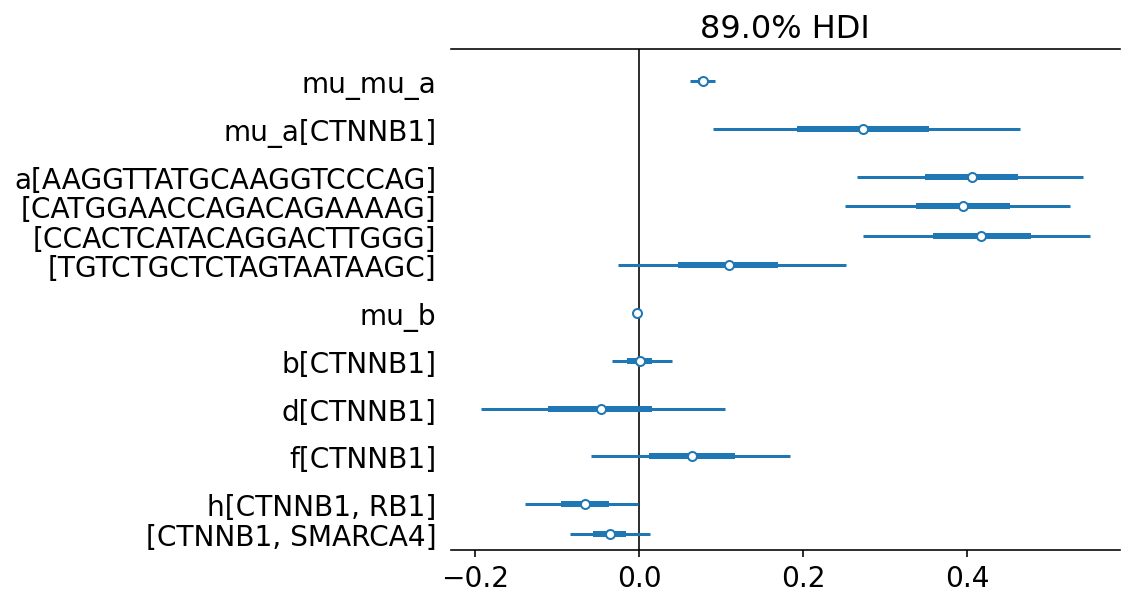 89.0% HDI
mu_mu_a
mu_a[CTNNB1]
a[AAGGTTATGCAAGGTCCCAG]
[CATGGAACCAGACAGAAAAG]
[CCACTCATACAGGACTTGGG]
[TGTCTGCTCTAGTAATAAGC]
mu_b
b[CTNNB1]
d[CTNNB1]
f[CTNNB1]
h[CTNNB1, RB1]
[CTNNB1, SMARCA4]
−0.2 0.0 0.2 0.4